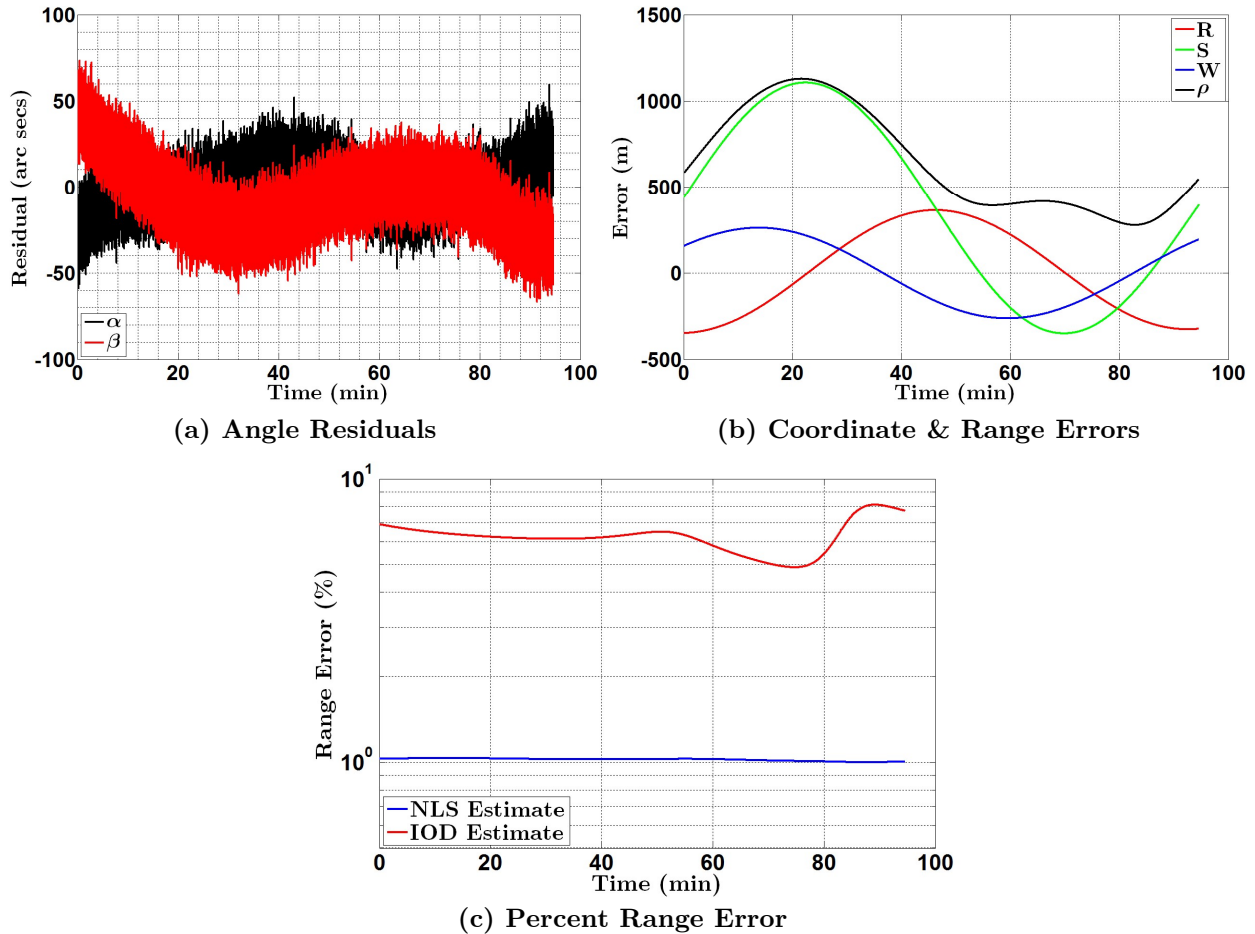 100
50
0
-50
-100
Residual (arc secs)
α
β
0 20 40 60 80 100
Time (min)
(a) Angle Residuals
1500
1000
500
0
-500
Error (m)
R
S
W
ρ
0 20 40 60 80 100
Time (min)
(b) Coordinate & Range Errors
10¹
10⁰
Range Error (%)
NLS Estimate
IOD Estimate
0 20 40 60 80 100
Time (min)
(c) Percent Range Error